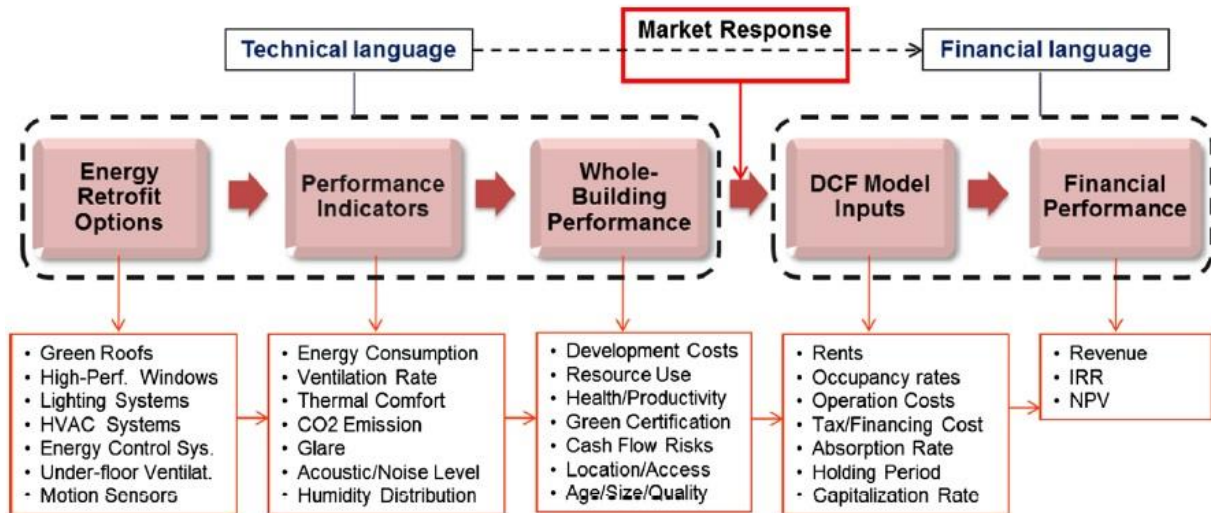 Market Response
Technical language
Financial language
Energy
Retrofit
Options
Performance
Indicators
Whole-
Building
Performance
DCF Model
Inputs
Financial
Performance
• Green Roofs
• High-Perf. Windows
• Lighting Systems
• HVAC Systems
• Energy Control Sys.
• Under-floor Ventilat.
- Motion Sensors
• Energy Consumption
• Ventilation Rate
• Thermal Comfort
• CO2 Emission
• Glare
• Acoustic/Noise Level
- Humidity Distribution
• Development Costs
• Resource Use
• Health/Productivity
• Green Certification
• Cash Flow Risks
• Location/Access
• Age/Size/Quality
• Rents
• Occupancy rates
• Operation Costs
• Tax/Financing Cost
• Absorption Rate
• Holding Period
- Capitalization Rate
• Revenue
• IRR
• NPV